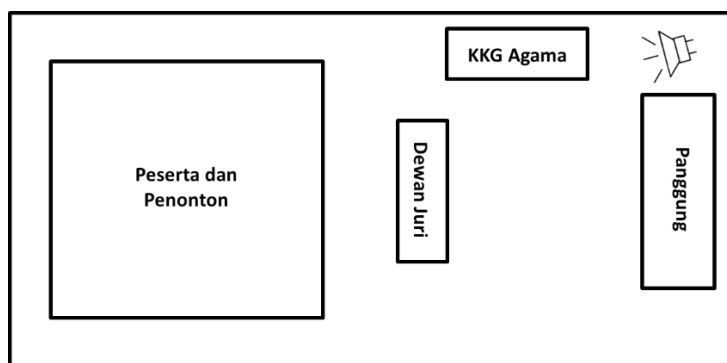 KKG Agama
Peserta dan
Penonton
Dewan Juri
Panggung